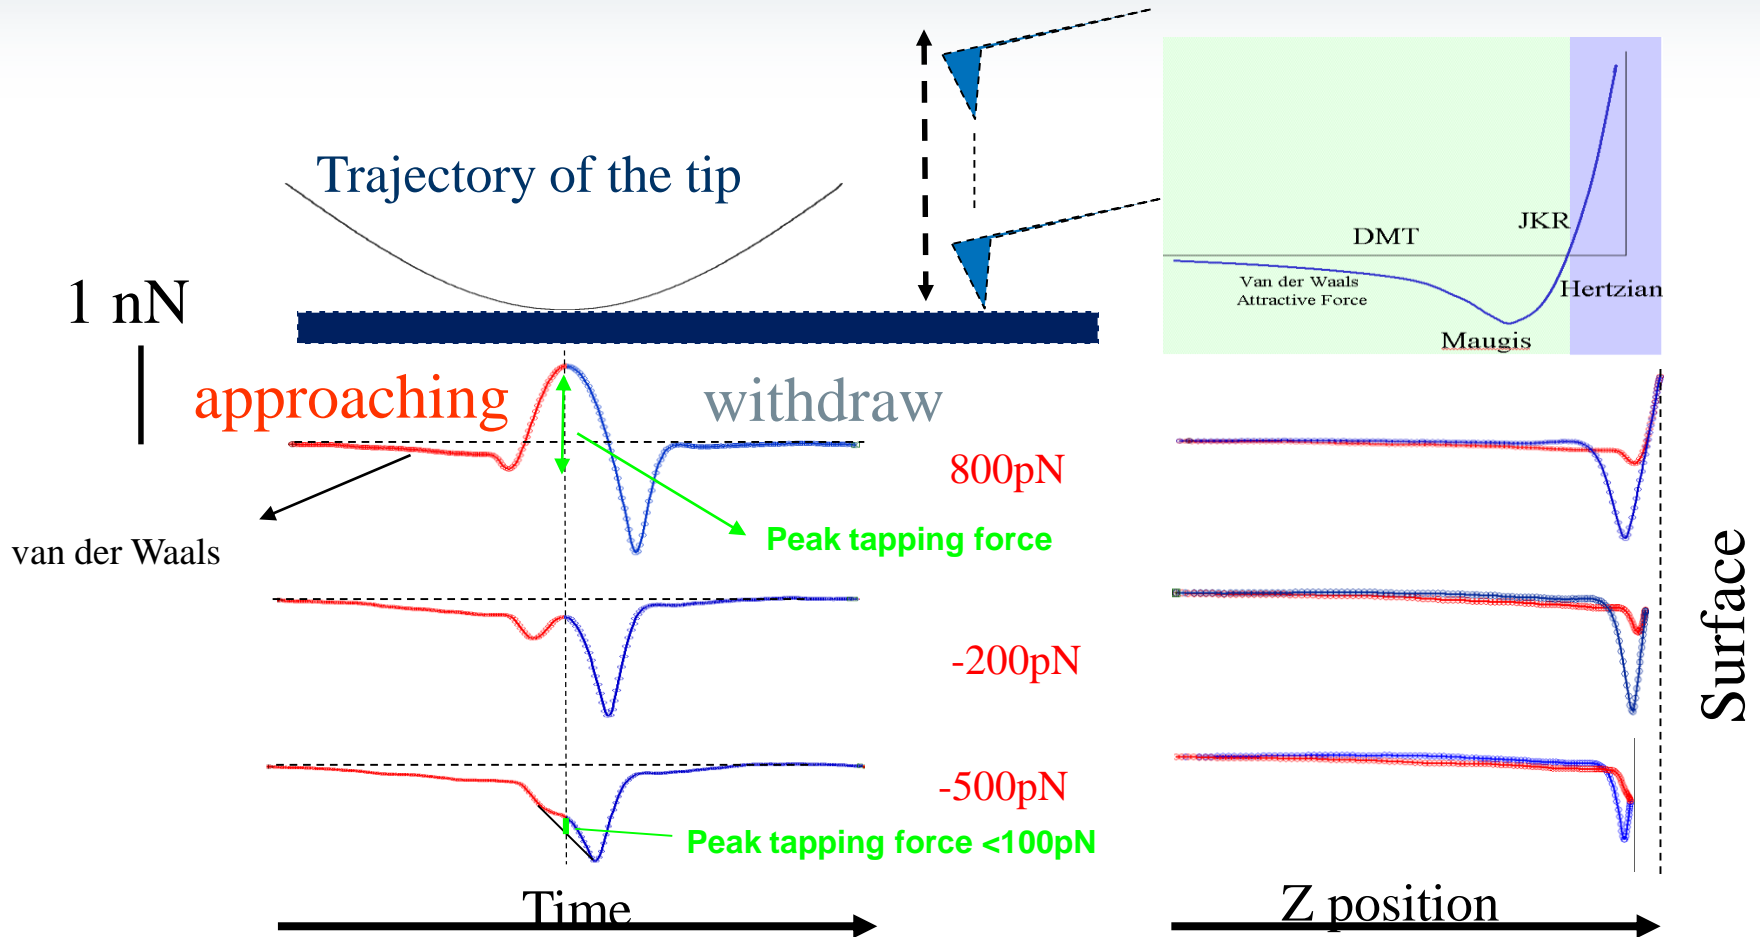 Trajectory of the tip
1 nN
approaching
withdraw
van der Waals
800pN
Peak tapping force
-200pN
-500pN
Peak tapping force <100pN
Time
JKR
DMT
Van der Waals
Attractive Force
Hertzian
Maugis
Surface
Z position